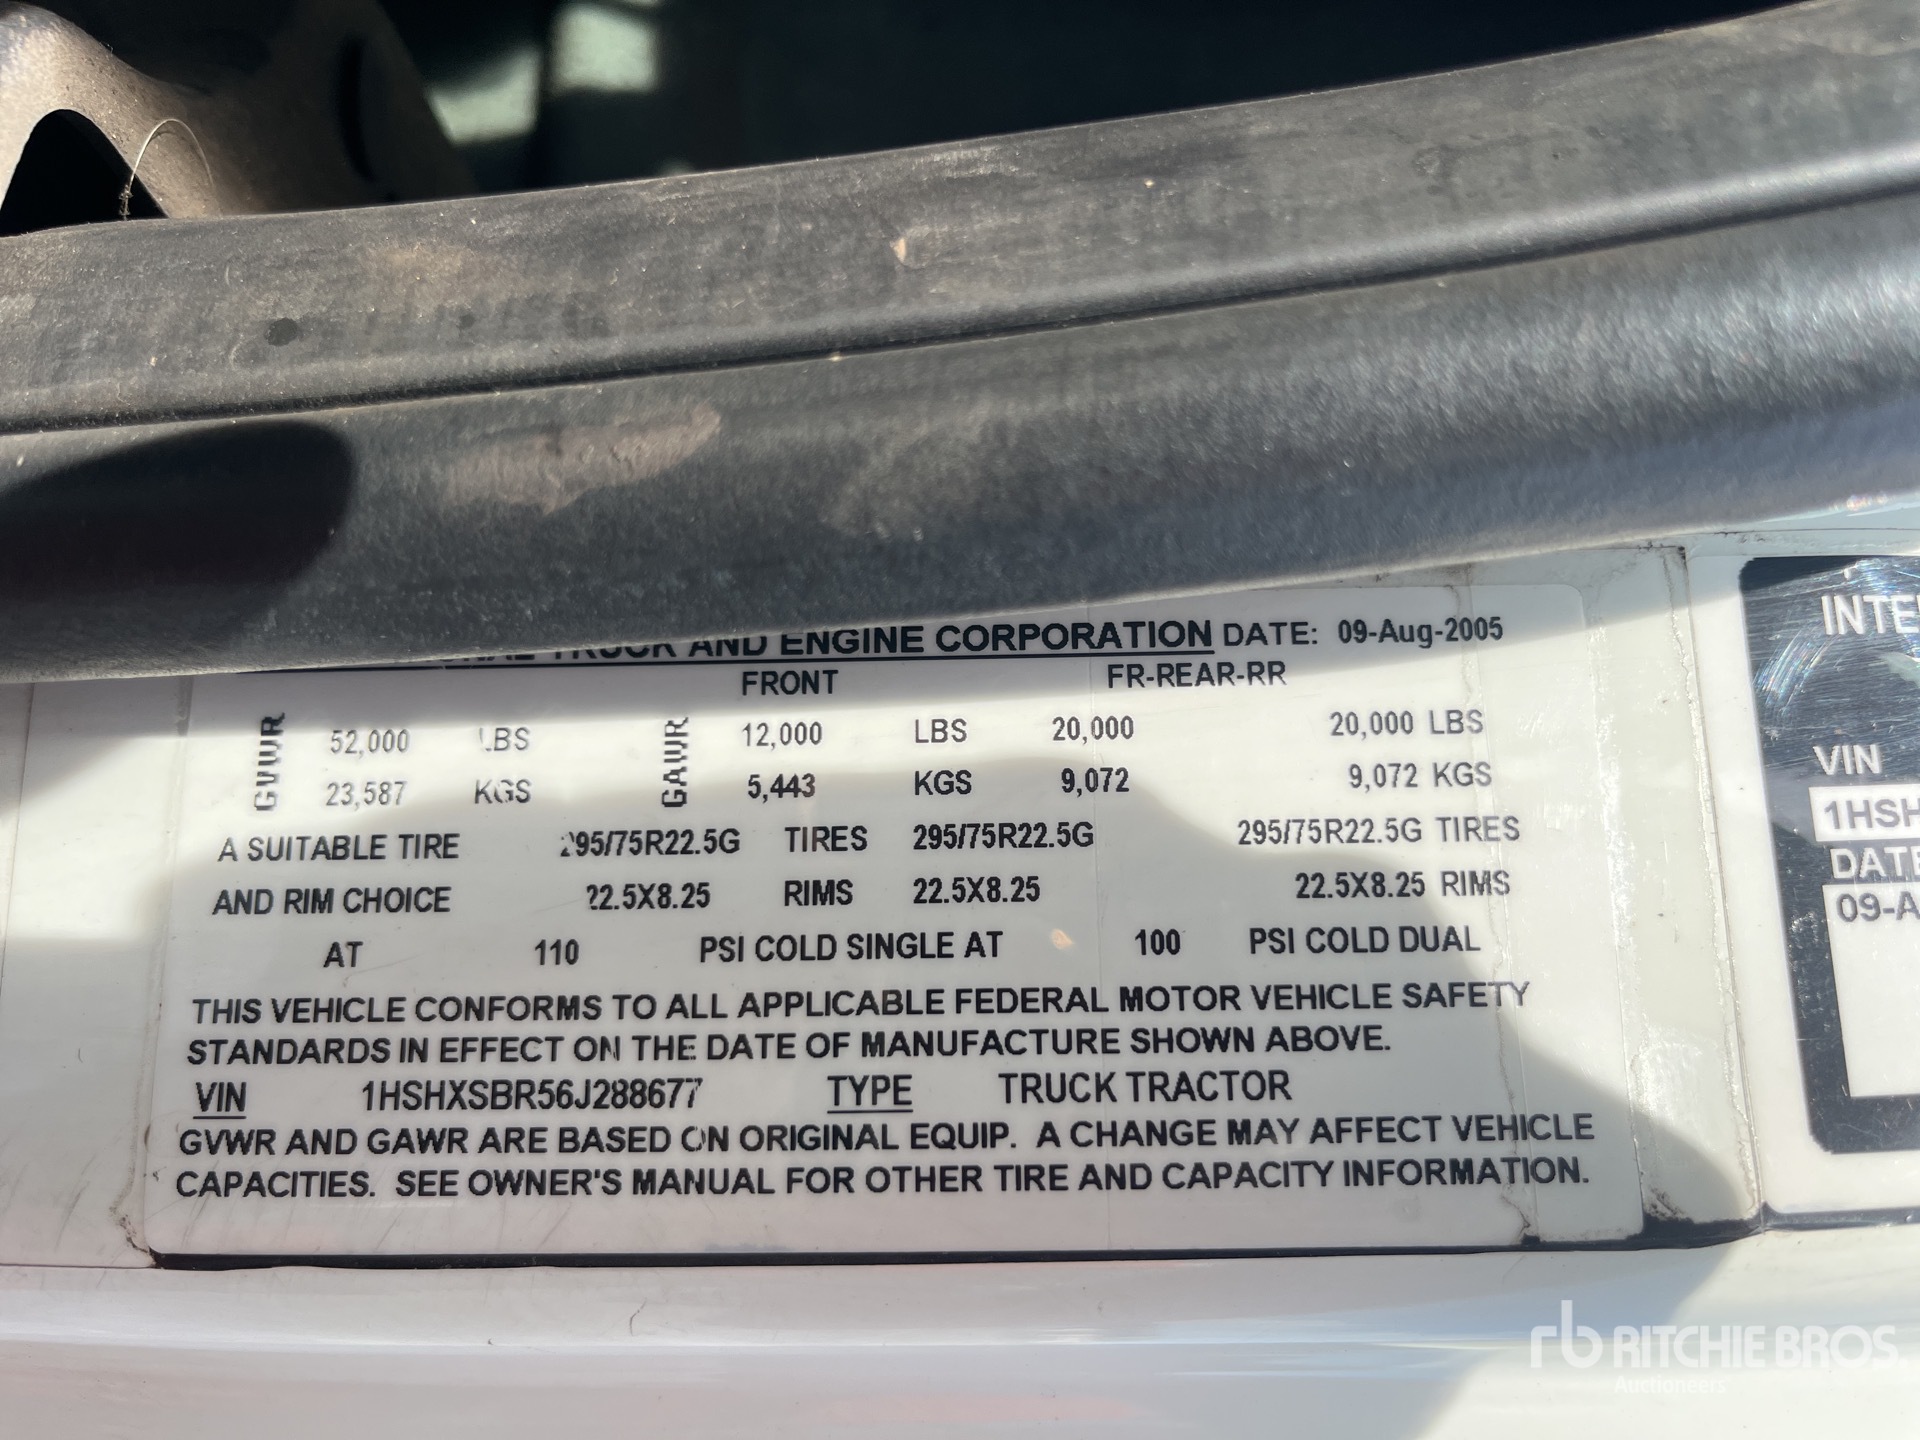 TRUCK AND ENGINE CORPORATION DATE: 09-Aug-2005
FRONT FR-REAR-RR
GVWR 52,000 LBS GAWR 12,000 LBS 20,000 20,000 LBS
23,587 KGS 5,443 KGS 9,072 9,072 KGS
A SUITABLE TIRE 295/75R22.5G TIRES 295/75R22.5G 295/75R22.5G TIRES
AND RIM CHOICE 22.5X8.25 RIMS 22.5X8.25 22.5X8.25 RIMS
AT 110 PSI COLD SINGLE AT 100 PSI COLD DUAL
THIS VEHICLE CONFORMS TO ALL APPLICABLE FEDERAL MOTOR VEHICLE SAFETY
STANDARDS IN EFFECT ON THE DATE OF MANUFACTURE SHOWN ABOVE.
VIN 1HSHXSBR56J288677 TYPE TRUCK TRACTOR
GVWR AND GAWR ARE BASED ON ORIGINAL EQUIP. A CHANGE MAY AFFECT VEHICLE
CAPACITIES. SEE OWNER'S MANUAL FOR OTHER TIRE AND CAPACITY INFORMATION.
INTE
VIN
1HSH
DATE
09-A
rb RITCHIE BROS.
Auctioneers